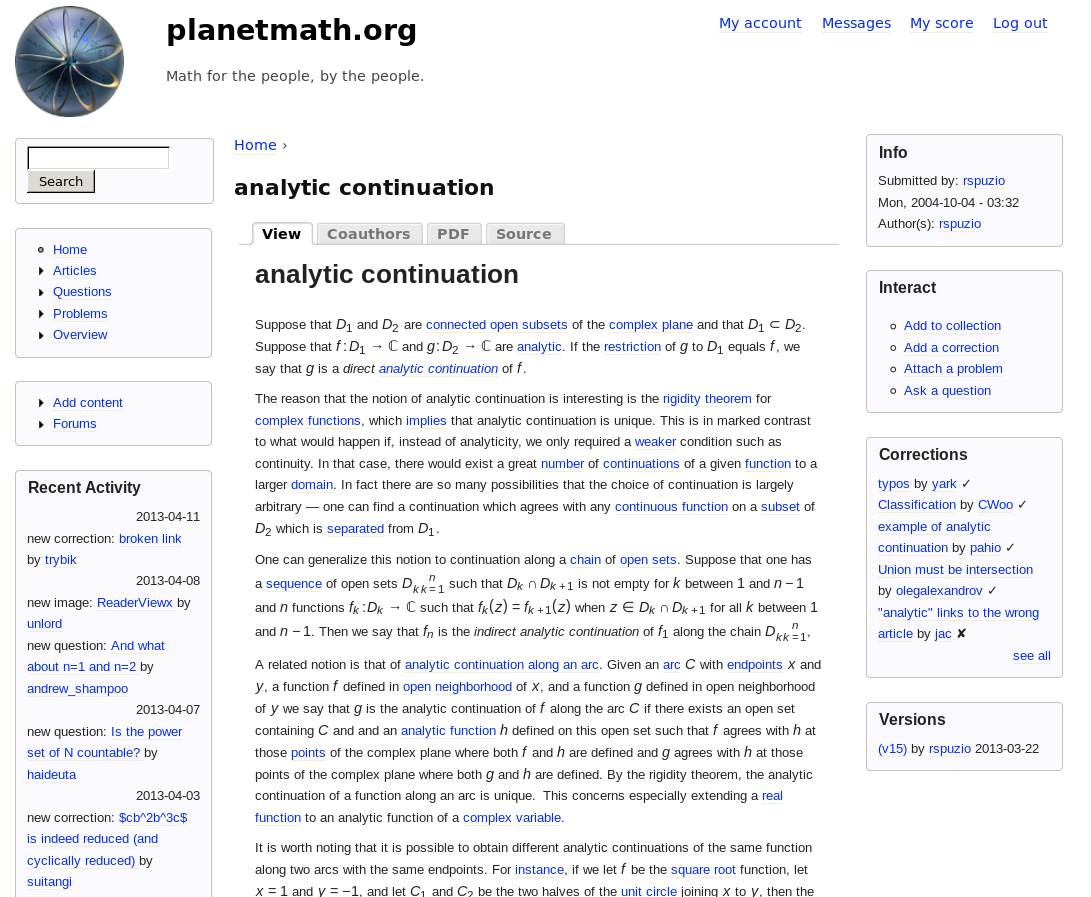 planetmath.org
Math for the people, by the people.
My account Messages My score Log out
Search
Home
Articles
Questions
Problems
Overview
Add content
Forums
Recent Activity
2013-04-11
new correction: broken link
by trybik
2013-04-08
new image: ReaderViewx by
unlord
new question: And what
about n=1 and n=2 by
andrew_shampoo
2013-04-07
new question: Is the power
set of N countable? by
haideuta
2013-04-03
new correction: $cb^2b^3c$
is indeed reduced (and
cyclically reduced) by
suitangi
Home ›
analytic continuation
View Coauthors PDF Source
analytic continuation
Suppose that D₁ and D₂ are connected open subsets of the complex plane and that D₁ ⊂ D₂.
Suppose that f : D₁ → ℂ and g : D₂ → ℂ are analytic. If the restriction of g to D₁ equals f, we
say that g is a direct analytic continuation of f.
The reason that the notion of analytic continuation is interesting is the rigidity theorem for
complex functions, which implies that analytic continuation is unique. This is in marked contrast
to what would happen if, instead of analyticity, we only required a weaker condition such as
continuity. In that case, there would exist a great number of continuations of a given function to a
larger domain. In fact there are so many possibilities that the choice of continuation is largely
arbitrary — one can find a continuation which agrees with any continuous function on a subset of
D₂ which is separated from D₁.
One can generalize this notion to continuation along a chain of open sets. Suppose that one has
a sequence of open sets D_k{}_{k=1}^n such that D_k ∩ D_{k+1} is not empty for k between 1 and n − 1
and n functions f_k : D_k → ℂ such that f_k(z) = f_{k+1}(z) when z ∈ D_k ∩ D_{k+1} for all k between 1
and n − 1. Then we say that f_n is the indirect analytic continuation of f₁ along the chain D_k{}_{k=1}^n,
A related notion is that of analytic continuation along an arc. Given an arc C with endpoints x and
y, a function f defined in open neighborhood of x, and a function g defined in open neighborhood
of y we say that g is the analytic continuation of f along the arc C if there exists an open set
containing C and and an analytic function h defined on this open set such that f agrees with h at
those points of the complex plane where both f and h are defined and g agrees with h at those
points of the complex plane where both g and h are defined. By the rigidity theorem, the analytic
continuation of a function along an arc is unique. This concerns especially extending a real
function to an analytic function of a complex variable.
It is worth noting that it is possible to obtain different analytic continuations of the same function
along two arcs with the same endpoints. For instance, if we let f be the square root function, let
x = 1 and y = −1, and let C₁ and C₂ be the two halves of the unit circle joining x to y, then the
Info
Submitted by: rspuzio
Mon, 2004-10-04 - 03:32
Author(s): rspuzio
Interact
Add to collection
Add a correction
Attach a problem
Ask a question
Corrections
typos by yark ✓
Classification by CWoo ✓
example of analytic
continuation by pahio ✓
Union must be intersection
by olegalexandrov ✓
"analytic" links to the wrong
article by jac ✘
see all
Versions
(v15) by rspuzio 2013-03-22